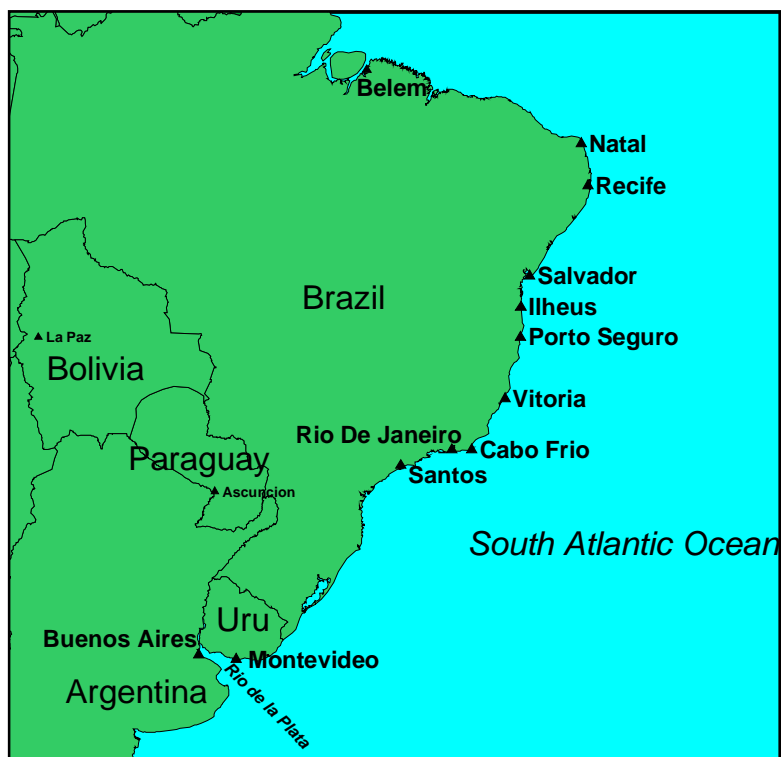 Belem
Natal
Recife
Salvador
Brazil
Ilheus
La Paz
Porto Seguro
Bolivia
Vitoria
Rio De Janeiro
Cabo Frio
Paraguay
Santos
Ascuncion
South Atlantic Ocean
Uru
Buenos Aires
Montevideo
Argentina
Rio de la Plata